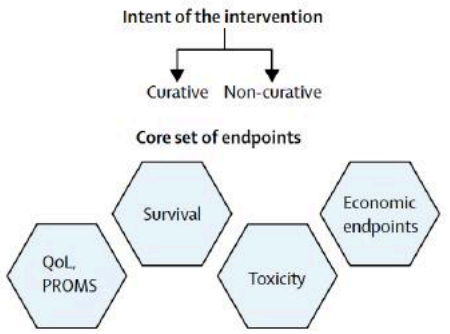 Intent of the intervention
Curative Non-curative
Core set of endpoints
Survival
Economic
endpoints
QoL,
PROMS
Toxicity